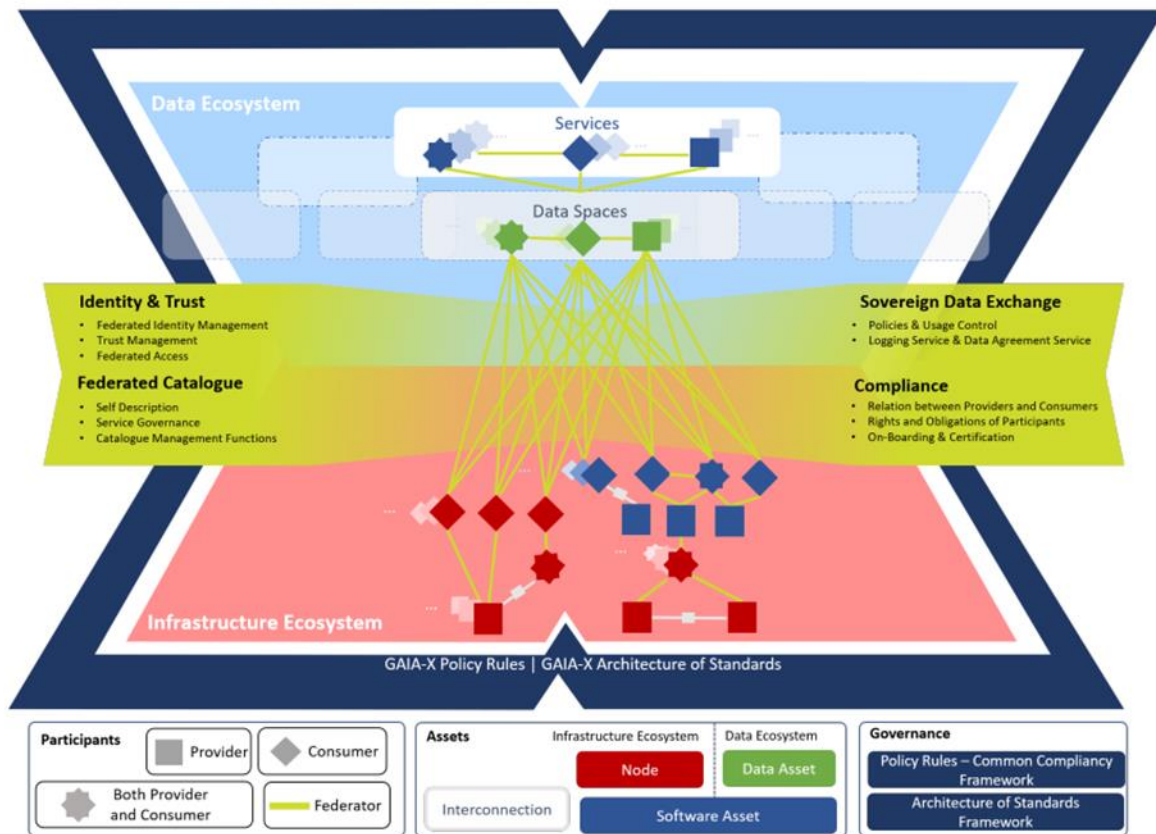 Data Ecosystem
Services
...
...
...
Data Spaces
Identity & Trust
• Federated Identity Management
• Trust Management
• Federated Access
Federated Catalogue
• Self Description
• Service Governance
• Catalogue Management Functions
Sovereign Data Exchange
• Policies & Usage Control
• Logging Service & Data Agreement Service
Compliance
• Relation between Providers and Consumers
• Rights and Obligations of Participants
• On-Boarding & Certification
...
...
...
...
Infrastructure Ecosystem
GAIA-X Policy Rules | GAIA-X Architecture of Standards
Participants
Provider
Consumer
Both Provider
and Consumer
Federator
Assets
Infrastructure Ecosystem
Data Ecosystem
Node
Data Asset
Interconnection
Software Asset
Governance
Policy Rules – Common Compliancy
Framework
Architecture of Standards
Framework